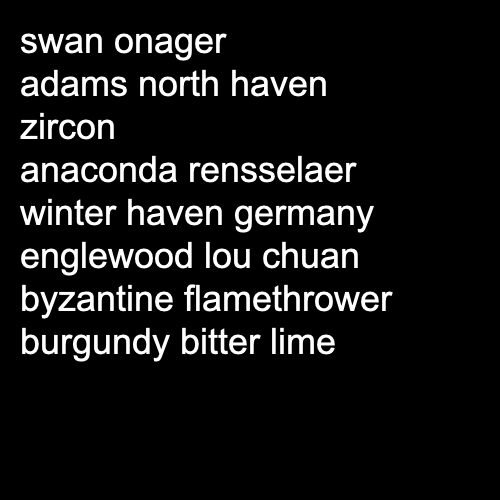 swan onager
adams north haven
zircon
anaconda rensselaer
winter haven germany
englewood lou chuan
byzantine flamethrower
burgundy bitter lime